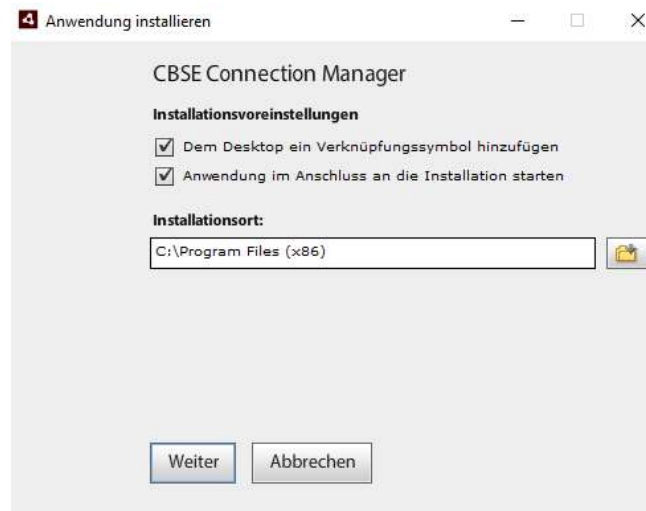 Anwendung installieren
CBSE Connection Manager
Installationsvoreinstellungen
Dem Desktop ein Verknüpfungssymbol hinzufügen
Anwendung im Anschluss an die Installation starten
Installationsort:
C:\Program Files (x86)
Weiter
Abbrechen